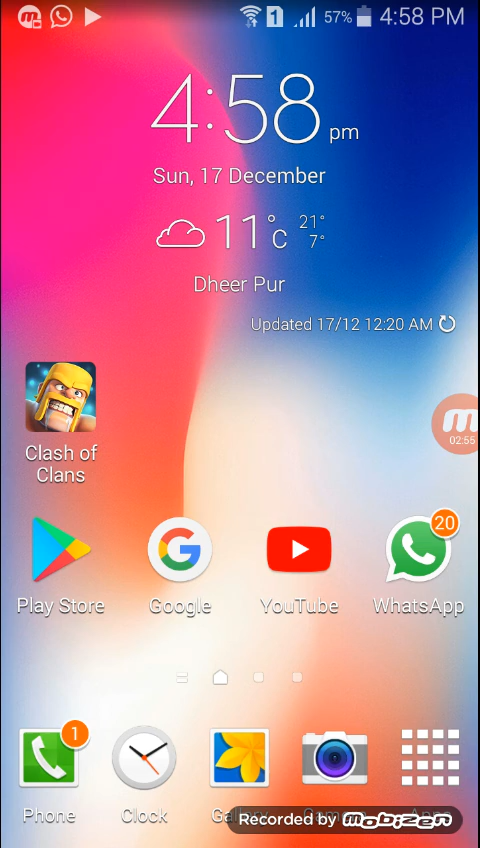 1 57% 4:58 PM
4:58 pm
Sun, 17 December
11°C 21°
7°
Dheer Pur
Updated 17/12 12:20 AM
02:55
Clash of
Clans
20
Play Store Google YouTube WhatsApp
1
Phone Clock
Recorded by Mobizen